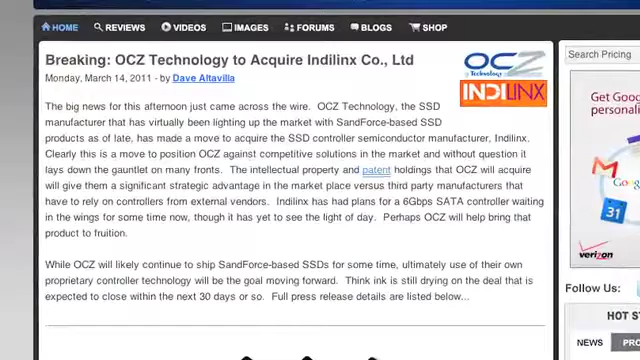 HOME REVIEWS VIDEOS IMAGES FORUMS BLOGS SHOP
Breaking: OCZ Technology to Acquire Indilinx Co., Ltd
Monday, March 14, 2011 - by Dave Altavilla
OCZ
Technology
INDILINX
The big news for this afternoon just came across the wire. OCZ Technology, the SSD
manufacturer that has virtually been lighting up the market with SandForce-based SSD
products as of late, has made a move to acquire the SSD controller semiconductor manufacturer, Indilinx.
Clearly this is a move to position OCZ against competitive solutions in the market and without question it
lays down the gauntlet on many fronts. The intellectual property and patent holdings that OCZ will acquire
will give them a significant strategic advantage in the market place versus third party manufacturers that
have to rely on controllers from external vendors. Indilinx has had plans for a 6Gbps SATA controller waiting
in the wings for some time now, though it has yet to see the light of day. Perhaps OCZ will help bring that
product to fruition.
While OCZ will likely continue to ship SandForce-based SSDs for some time, ultimately use of their own
proprietary controller technology will be the goal moving forward. Think ink is still drying on the deal that is
expected to close within the next 30 days or so. Full press release details are listed below...
Search Pricing
Get Goo
personali
Goo
31
verizon
Follow Us:
HOT S
NEWS PRO